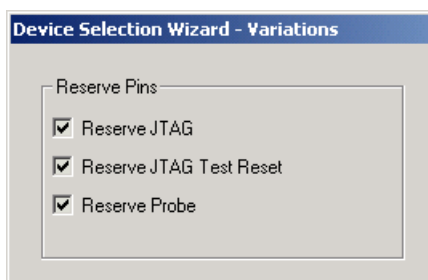 Device Selection Wizard - Variations
Reserve Pins
Reserve JTAG
Reserve JTAG Test Reset
Reserve Probe